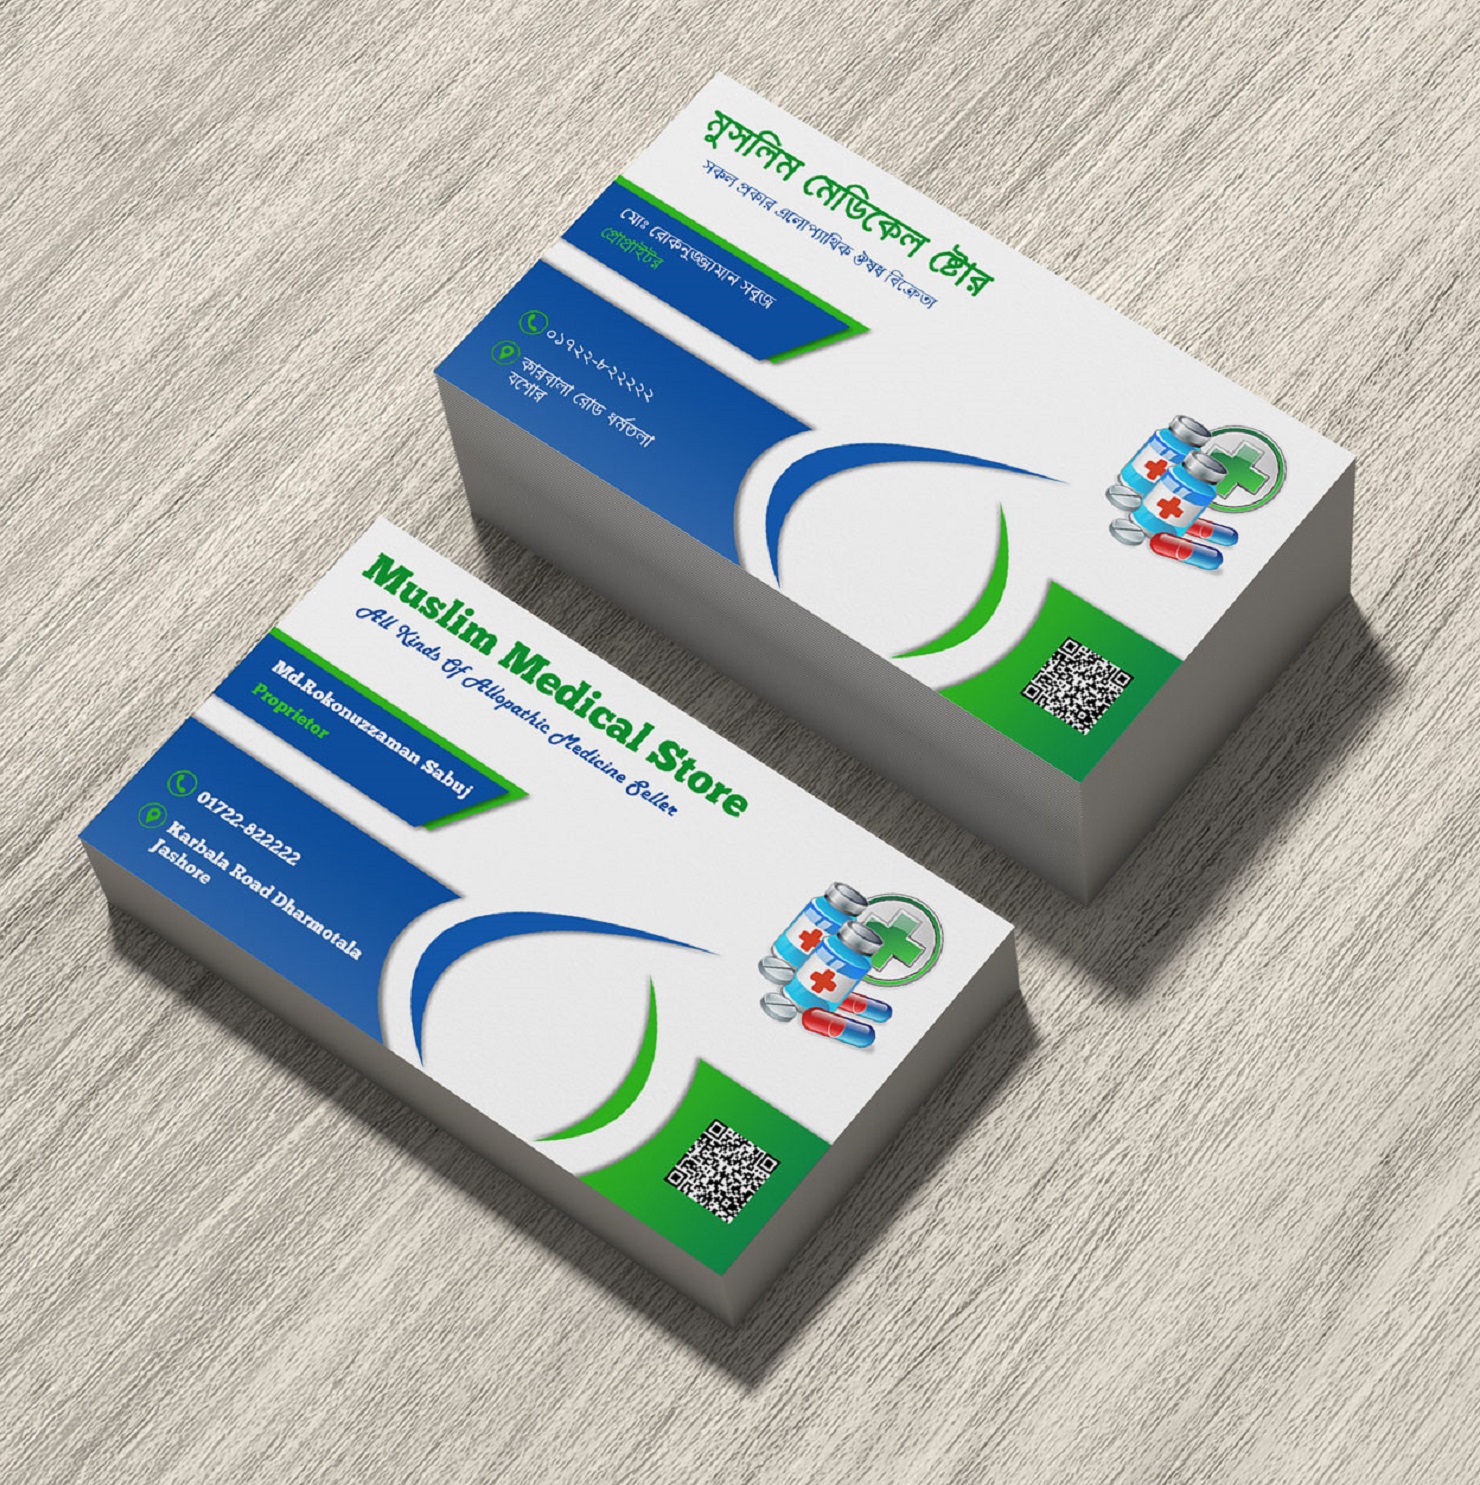 মুসলিম মেডিকেল ষ্টোর
সকল প্রকার এলোপ্যাথিক ঔষধ বিক্রেতা
মোঃ রোকনুজ্জামান সবুজ
প্রোপ্রাইটর
০১৭২২-৮২২২২২
কারবালা রোড ধর্মতলা
যশোর
Muslim Medical Store
All Kinds Of Allopathic Medicine Seller
Md.Rokonuzzaman Sabuj
Proprietor
01722-822222
Karbala Road Dharmotala
Jashore